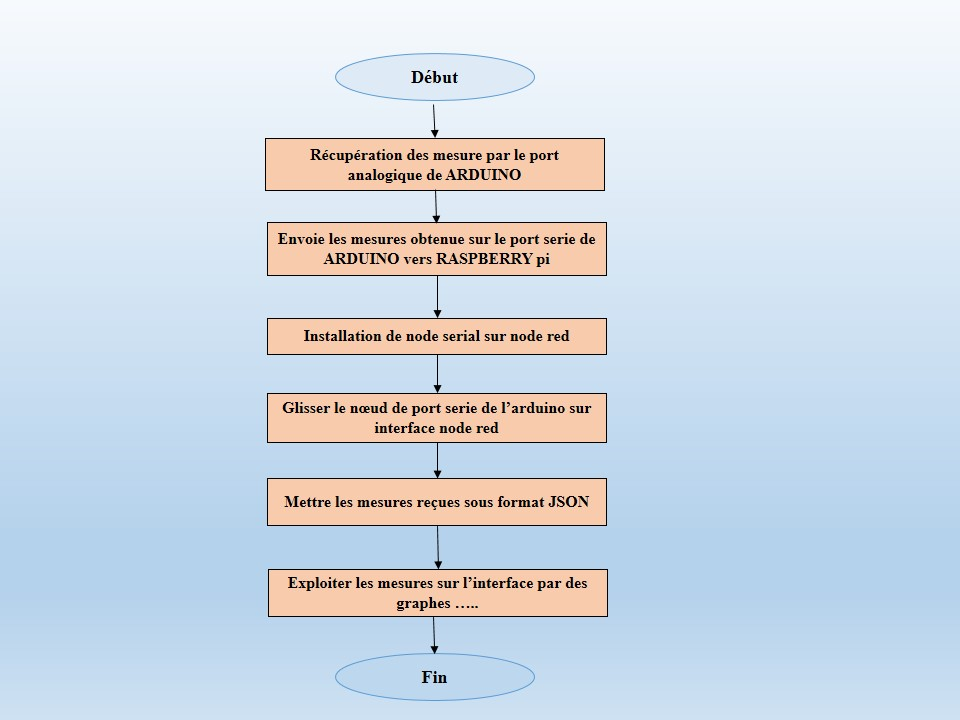 Début
Récupération des mesure par le port
analogique de ARDUINO
Envoie les mesures obtenue sur le port serie de
ARDUINO vers RASPBERRY pi
Installation de node serial sur node red
Glisser le nœud de port serie de l’arduino sur
interface node red
Mettre les mesures reçues sous format JSON
Exploiter les mesures sur l’interface par des
graphes …..
Fin